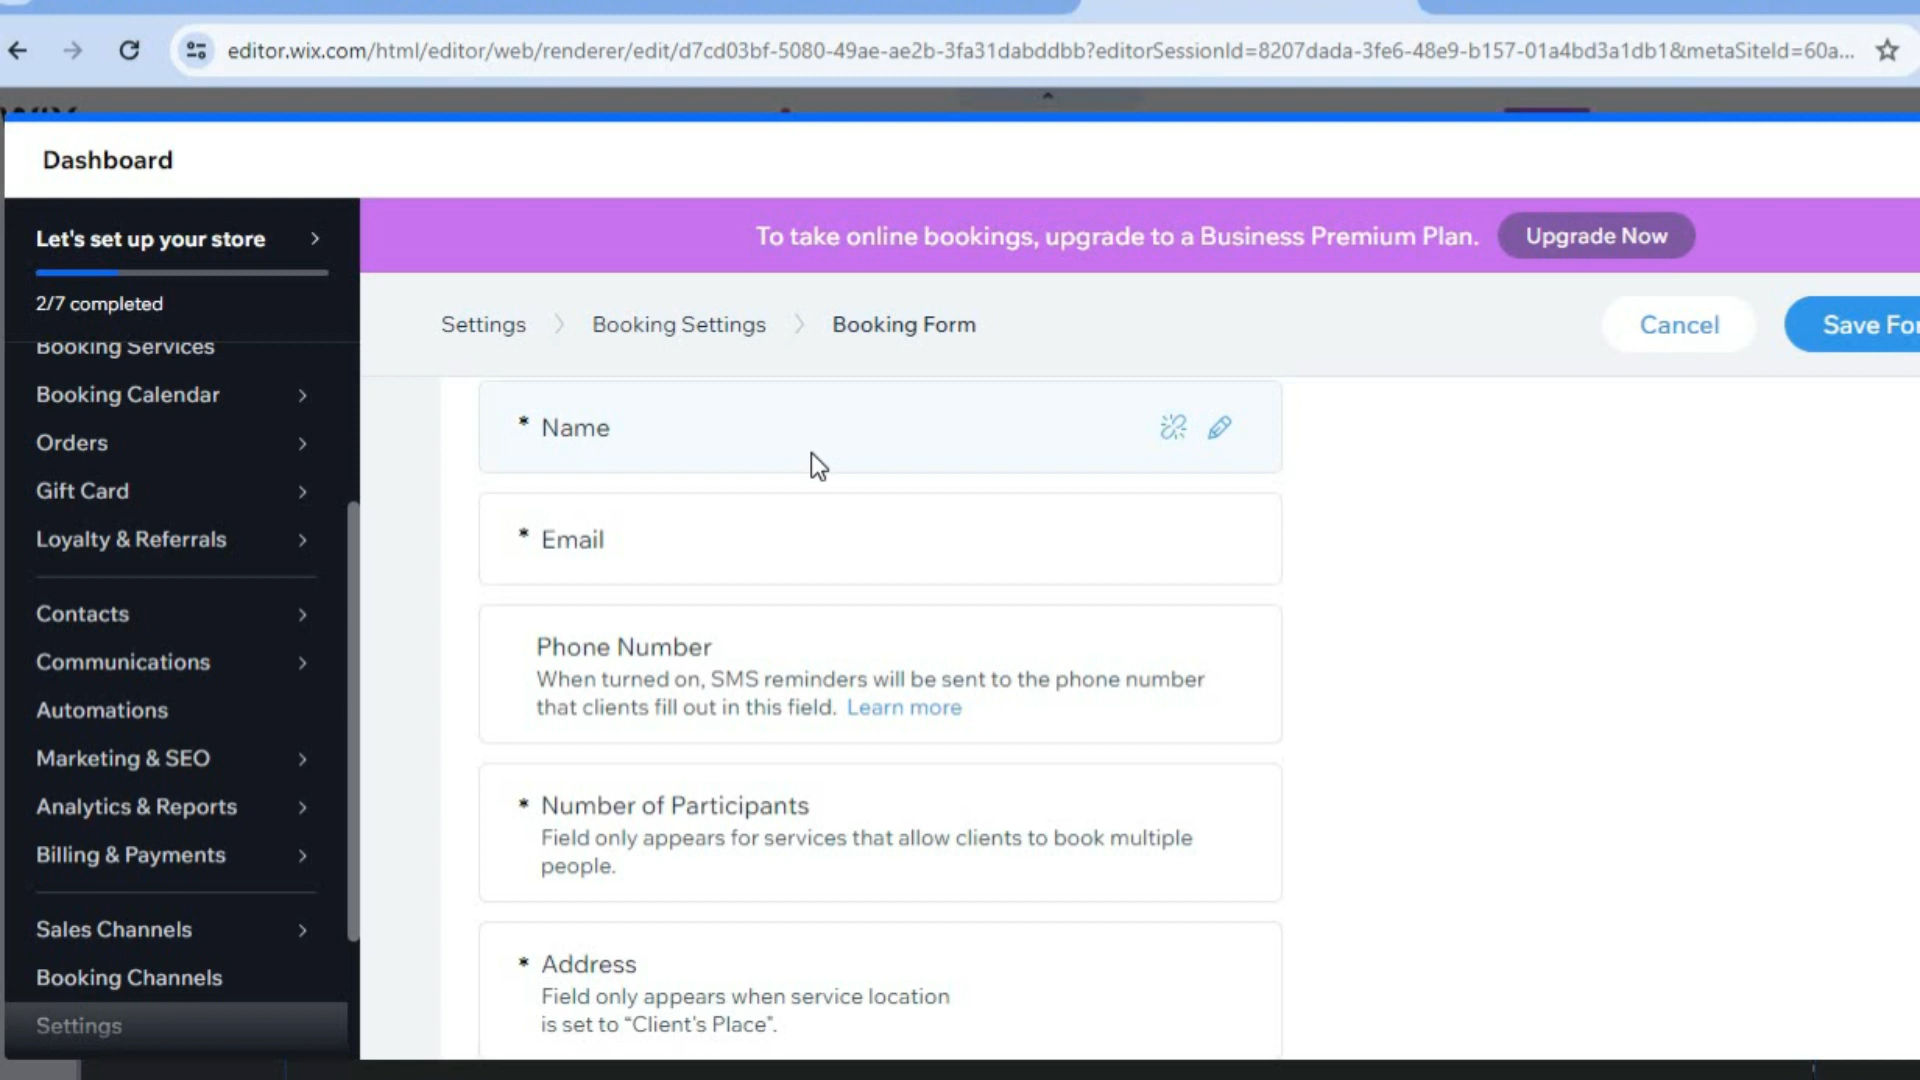 editor.wix.com/html/editor/web/renderer/edit/d7cd03bf-5080-49ae-ae2b-3fa31dabddbb?editorSessionId=8207dada-3fe6-48e9-b157-01a4bd3a1db1&metaSiteId=60a...
Dashboard
Let's set up your store
2/7 completed
To take online bookings, upgrade to a Business Premium Plan.
Upgrade Now
Settings
Booking Settings
Booking Form
Cancel
Save For
Booking Services
Booking Calendar
Orders
Gift Card
Loyalty & Referrals
Contacts
Communications
Automations
Marketing & SEO
Analytics & Reports
Billing & Payments
Sales Channels
Booking Channels
Settings
* Name
* Email
Phone Number
When turned on, SMS reminders will be sent to the phone number
that clients fill out in this field. Learn more
* Number of Participants
Field only appears for services that allow clients to book multiple
people.
* Address
Field only appears when service location
is set to “Client's Place”.